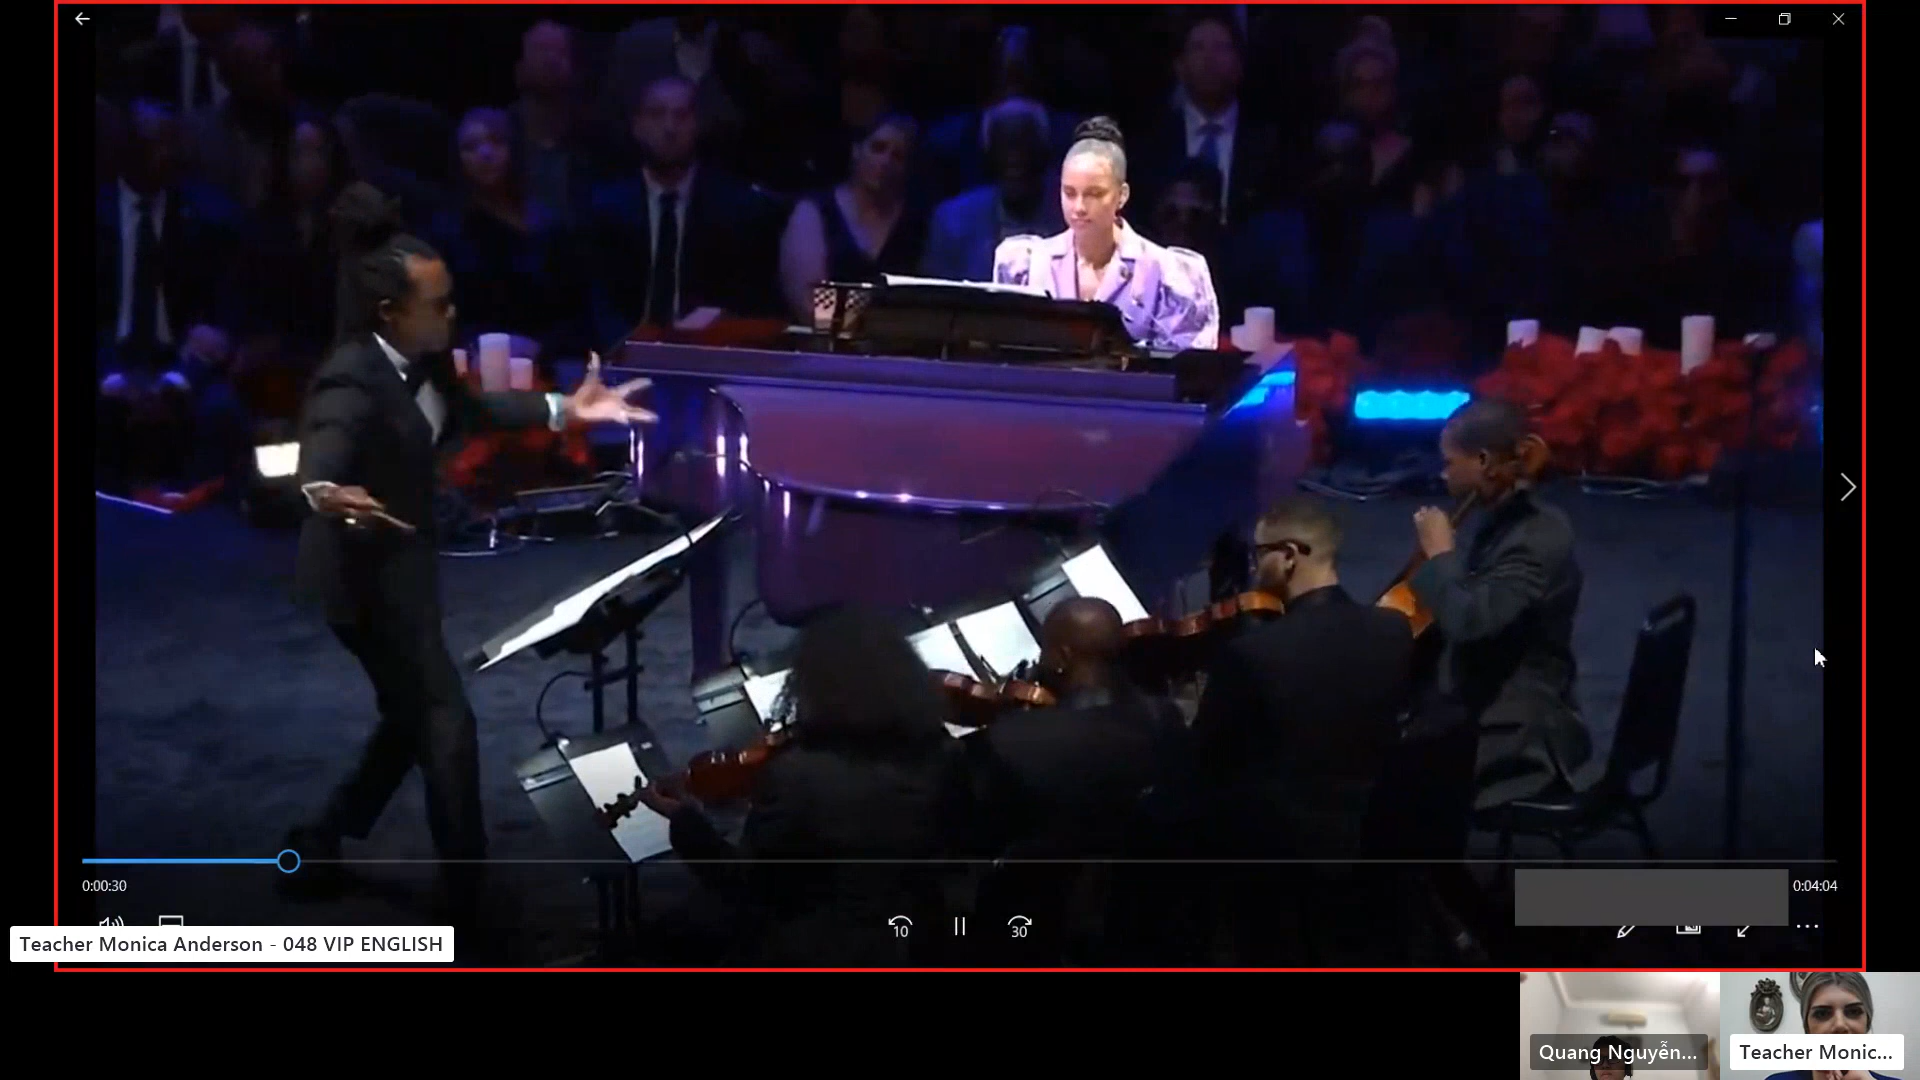 0:00:30
0:04:04
10
30
Teacher Monica Anderson - 048 VIP ENGLISH
Quang Nguyễn...
Teacher Monic...